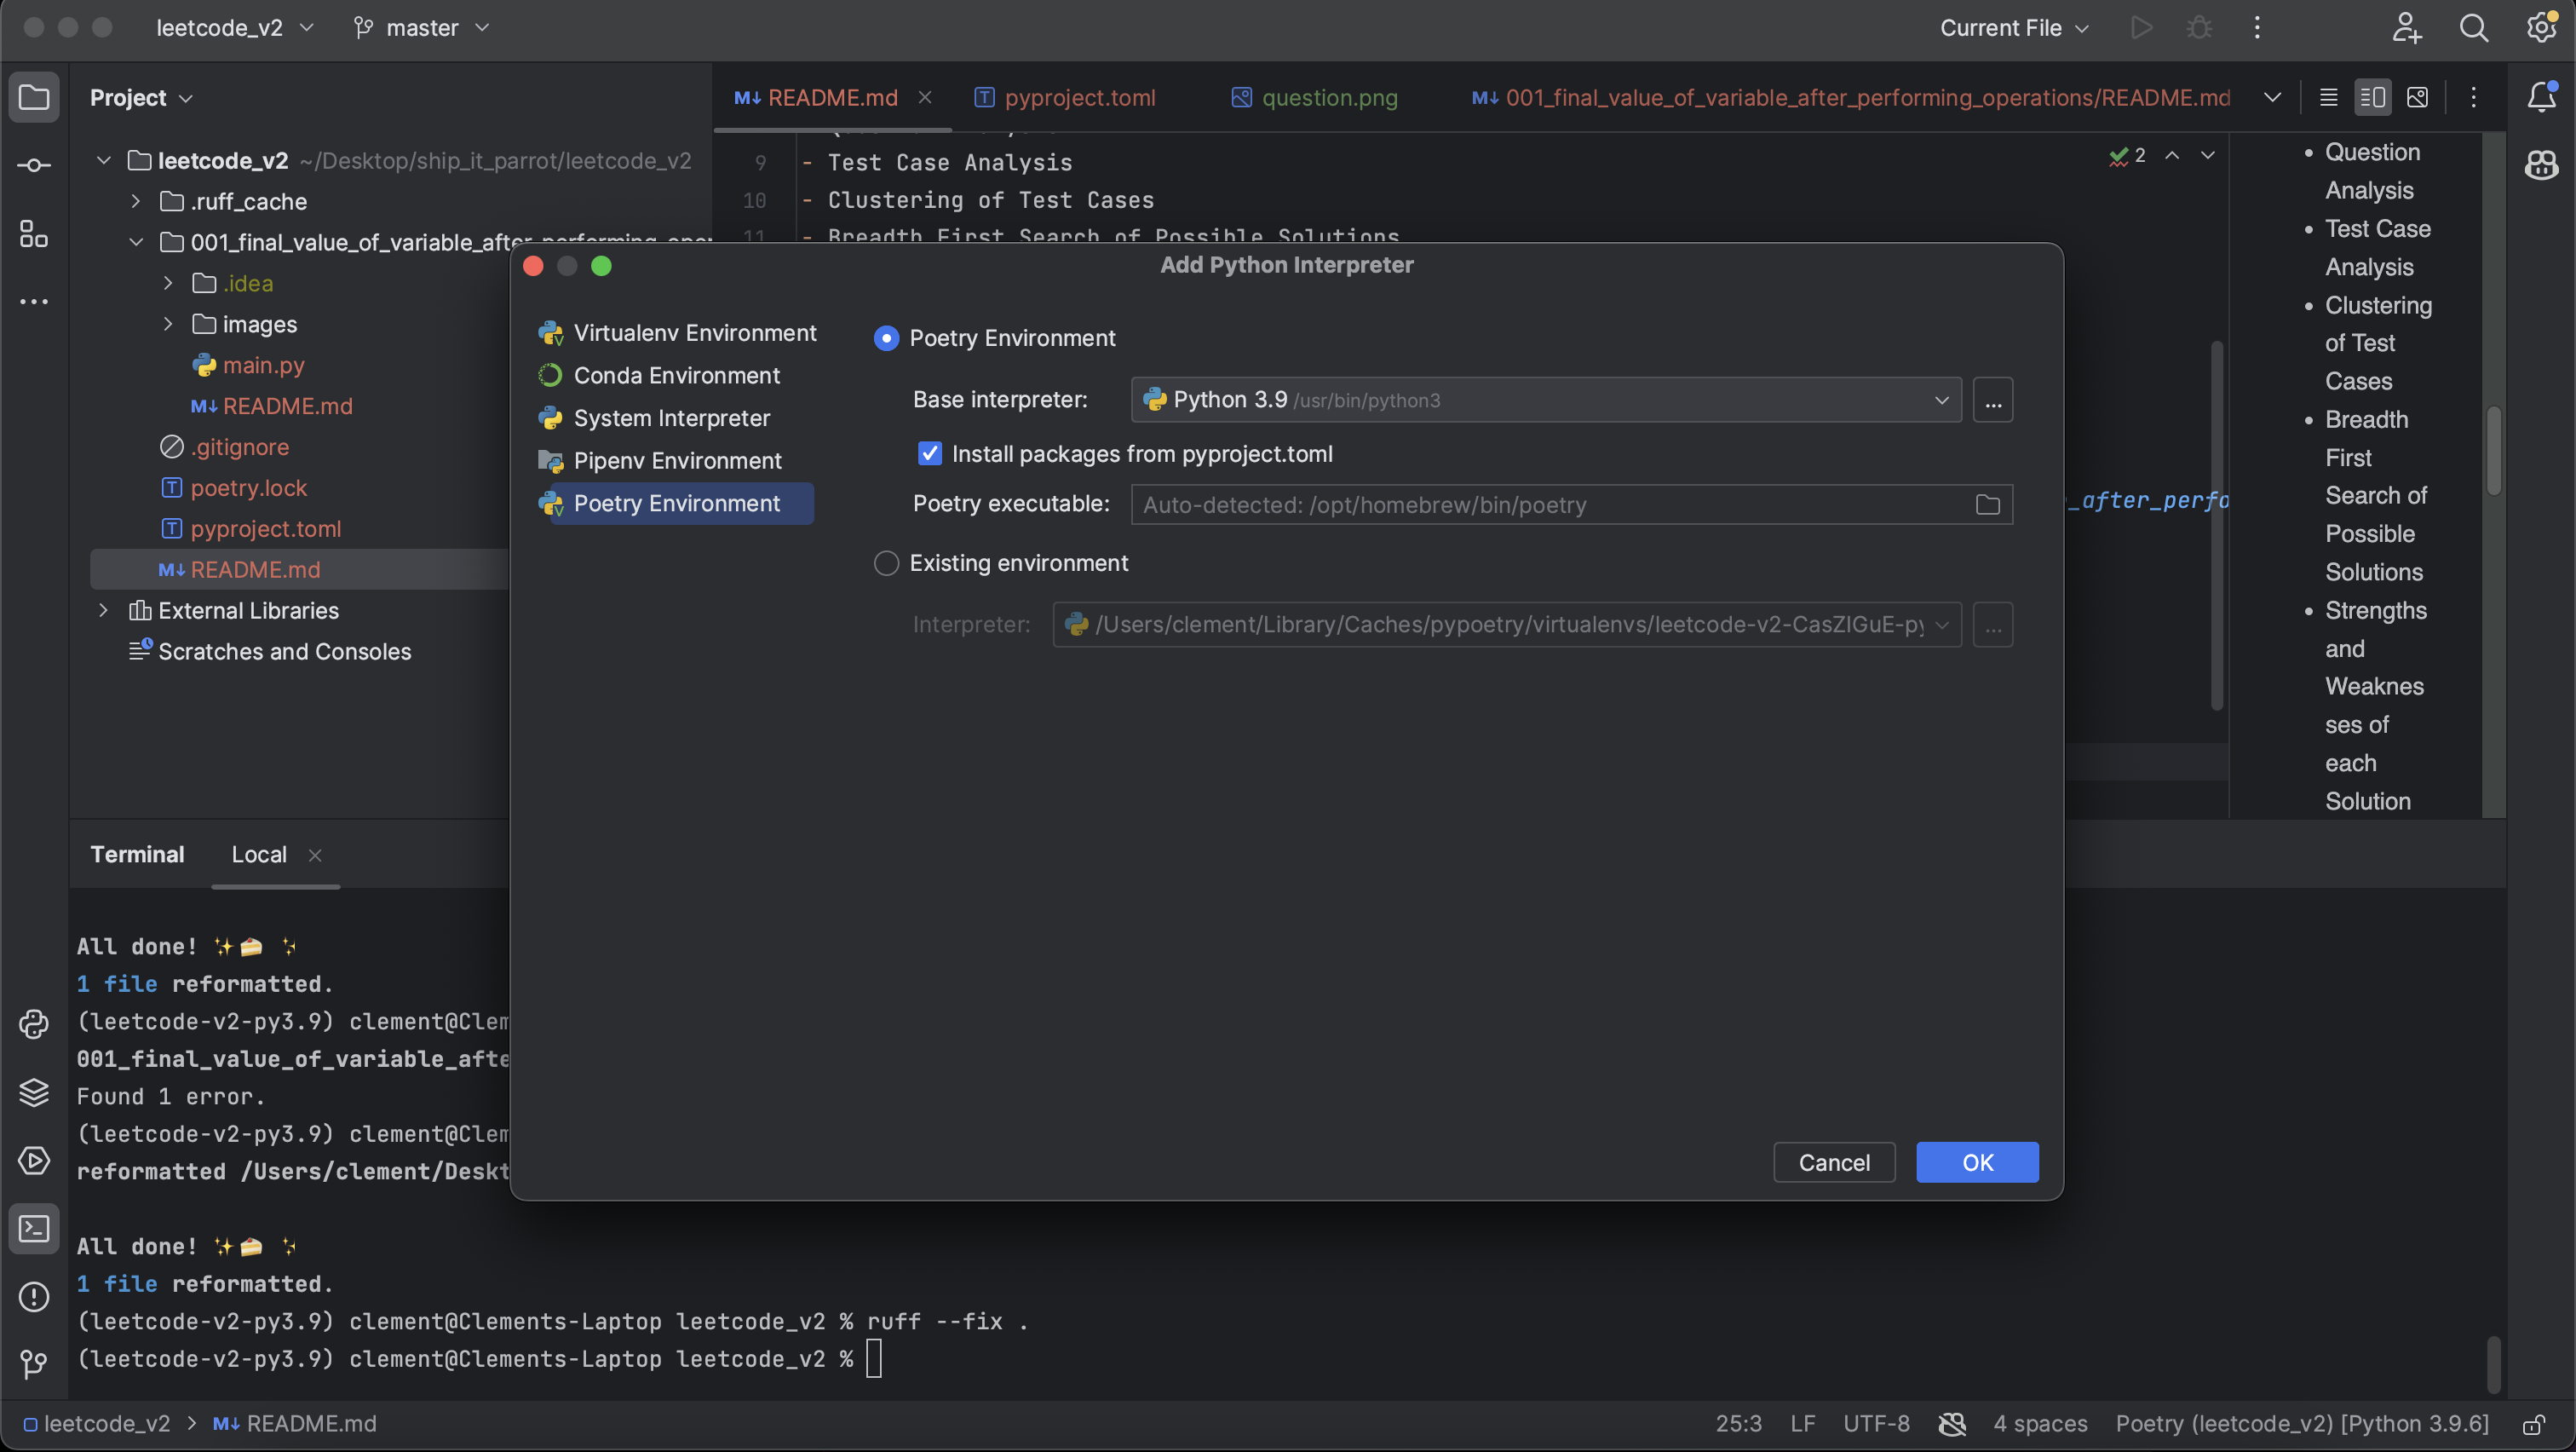 leetcode_v2
master
Current File
Project
README.md
pyproject.toml
question.png
001_final_value_of_variable_after_performing_operations/README.md
leetcode_v2 ~/Desktop/ship_it_parrot/leetcode_v2
.ruff_cache
001_final_value_of_variable_after_performing_oper
.idea
images
main.py
README.md
.gitignore
poetry.lock
pyproject.toml
README.md
External Libraries
Scratches and Consoles
9 - Test Case Analysis
10 - Clustering of Test Cases
11 - Breadth First Search of Possible Solutions
2
_after_perfo
Question
Analysis
Test Case
Analysis
Clustering
of Test
Cases
Breadth
First
Search of
Possible
Solutions
Strengths
and
Weaknes
ses of
each
Solution
Add Python Interpreter
Virtualenv Environment
Conda Environment
System Interpreter
Pipenv Environment
Poetry Environment
Poetry Environment
Base interpreter: Python 3.9 /usr/bin/python3 ...
Install packages from pyproject.toml
Poetry executable: Auto-detected: /opt/homebrew/bin/poetry
Existing environment
Interpreter: /Users/clement/Library/Caches/pypoetry/virtualenvs/leetcode-v2-CasZIGuE-py ...
Cancel
OK
Terminal
Local
All done! ✨🍰 ✨
1 file reformatted.
(leetcode-v2-py3.9) clement@Clem
001_final_value_of_variable_afte
Found 1 error.
(leetcode-v2-py3.9) clement@Clem
reformatted /Users/clement/Deskt
All done! ✨🍰 ✨
1 file reformatted.
(leetcode-v2-py3.9) clement@Clements-Laptop leetcode_v2 % ruff --fix .
(leetcode-v2-py3.9) clement@Clements-Laptop leetcode_v2 %
leetcode_v2 > README.md
25:3 LF UTF-8 4 spaces Poetry (leetcode_v2) [Python 3.9.6]